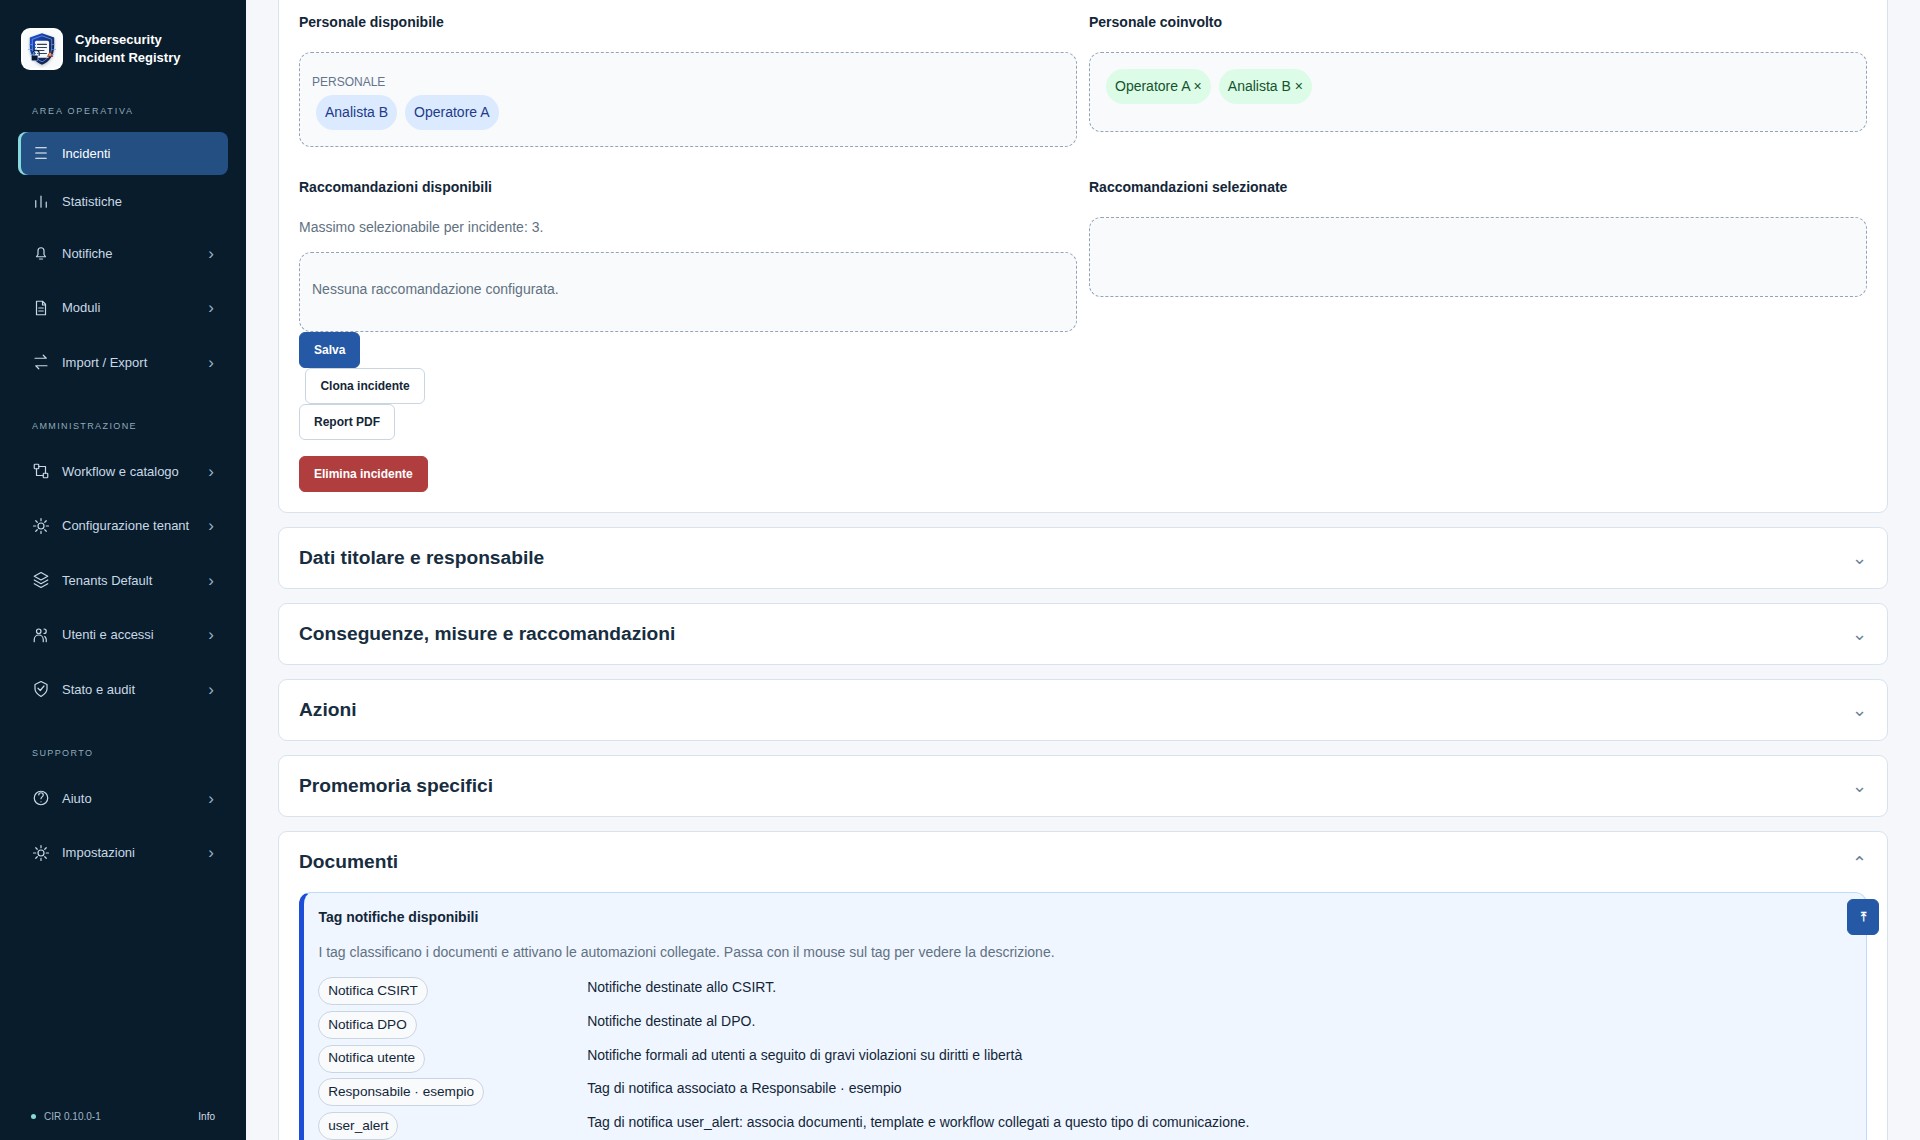 Cybersecurity
Incident Registry
AREA OPERATIVA
Incidenti
Statistiche
Notifiche
Moduli
Import / Export
AMMINISTRAZIONE
Workflow e catalogo
Configurazione tenant
Tenants Default
Utenti e accessi
Stato e audit
SUPPORTO
Aiuto
Impostazioni
CIR 0.10.0-1 Info
Personale disponibile
PERSONALE
Analista B Operatore A
Personale coinvolto
Operatore A × Analista B ×
Raccomandazioni disponibili
Massimo selezionabile per incidente: 3.
Nessuna raccomandazione configurata.
Raccomandazioni selezionate
Salva
Clona incidente
Report PDF
Elimina incidente
Dati titolare e responsabile
Conseguenze, misure e raccomandazioni
Azioni
Promemoria specifici
Documenti
Tag notifiche disponibili
I tag classificano i documenti e attivano le automazioni collegate. Passa con il mouse sul tag per vedere la descrizione.
Notifica CSIRT Notifiche destinate allo CSIRT.
Notifica DPO Notifiche destinate al DPO.
Notifica utente Notifiche formali ad utenti a seguito di gravi violazioni su diritti e libertà
Responsabile · esempio Tag di notifica associato a Responsabile · esempio
user_alert Tag di notifica user_alert: associa documenti, template e workflow collegati a questo tipo di comunicazione.